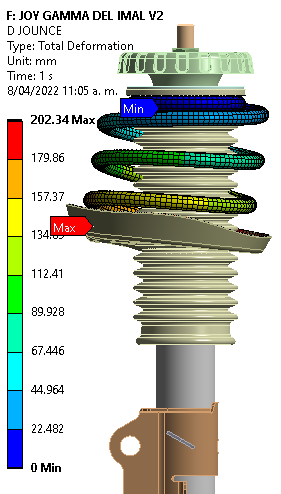 F: JOY GAMMA DEL IMAL V2
D JOUNCE
Type: Total Deformation
Unit: mm
Time: 1 s
8/04/2022 11:05 a. m.
Min
202.34 Max
179.86
157.37
134.89
Max
112.41
89.928
67.446
44.964
22.482
0 Min